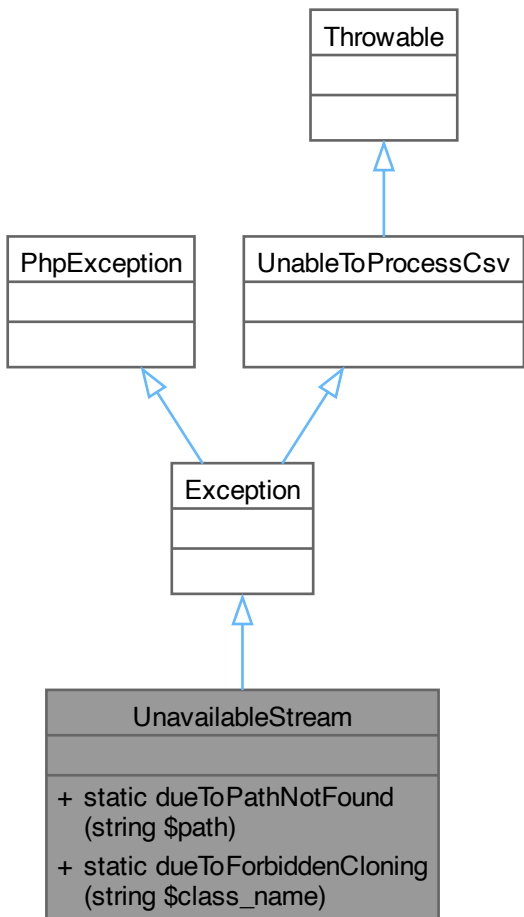 Throwable
PhpException
UnableToProcessCsv
Exception
UnavailableStream
+ static dueToPathNotFound
(string $path)
+ static dueToForbiddenCloning
(string $class_name)